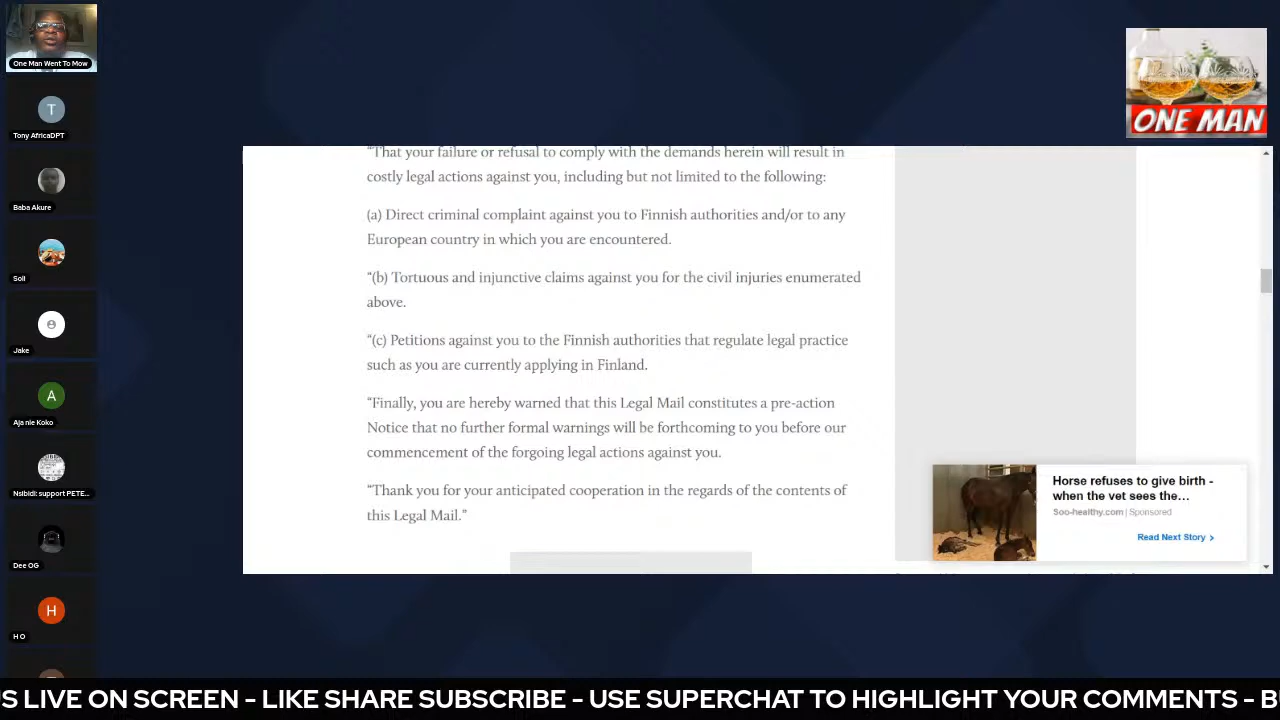 One Man Went To Mow
T
Tony AfricaDPT
Baba Akure
Soli
Jake
A
Aja nie Koko
Nsibidi: support PETE...
Dee OG
H
H O
ONE MAN
“That your failure or refusal to comply with the demands herein will result in
costly legal actions against you, including but not limited to the following:
(a) Direct criminal complaint against you to Finnish authorities and/or to any
European country in which you are encountered.
“(b) Tortuous and injunctive claims against you for the civil injuries enumerated
above.
“(c) Petitions against you to the Finnish authorities that regulate legal practice
such as you are currently applying in Finland.
“Finally, you are hereby warned that this Legal Mail constitutes a pre-action
Notice that no further formal warnings will be forthcoming to you before our
commencement of the forgoing legal actions against you.
“Thank you for your anticipated cooperation in the regards of the contents of
this Legal Mail.”
Horse refuses to give birth -
when the vet sees the...
Soo-healthy.com | Sponsored
Read Next Story >
S LIVE ON SCREEN - LIKE SHARE SUBSCRIBE - USE SUPERCHAT TO HIGHLIGHT YOUR COMMENTS - B